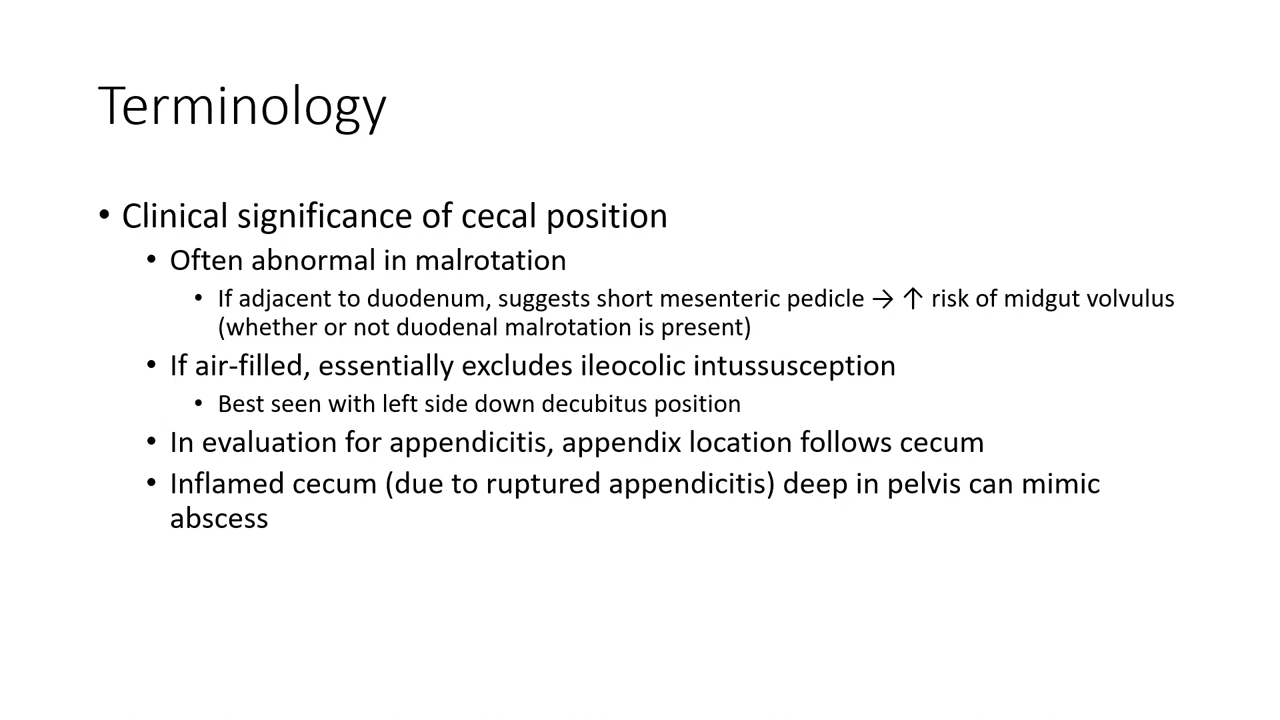 Terminology
• Clinical significance of cecal position
• Often abnormal in malrotation
• If adjacent to duodenum, suggests short mesenteric pedicle → ↑ risk of midgut volvulus
(whether or not duodenal malrotation is present)
• If air-filled, essentially excludes ileocolic intussusception
• Best seen with left side down decubitus position
• In evaluation for appendicitis, appendix location follows cecum
• Inflamed cecum (due to ruptured appendicitis) deep in pelvis can mimic
abscess